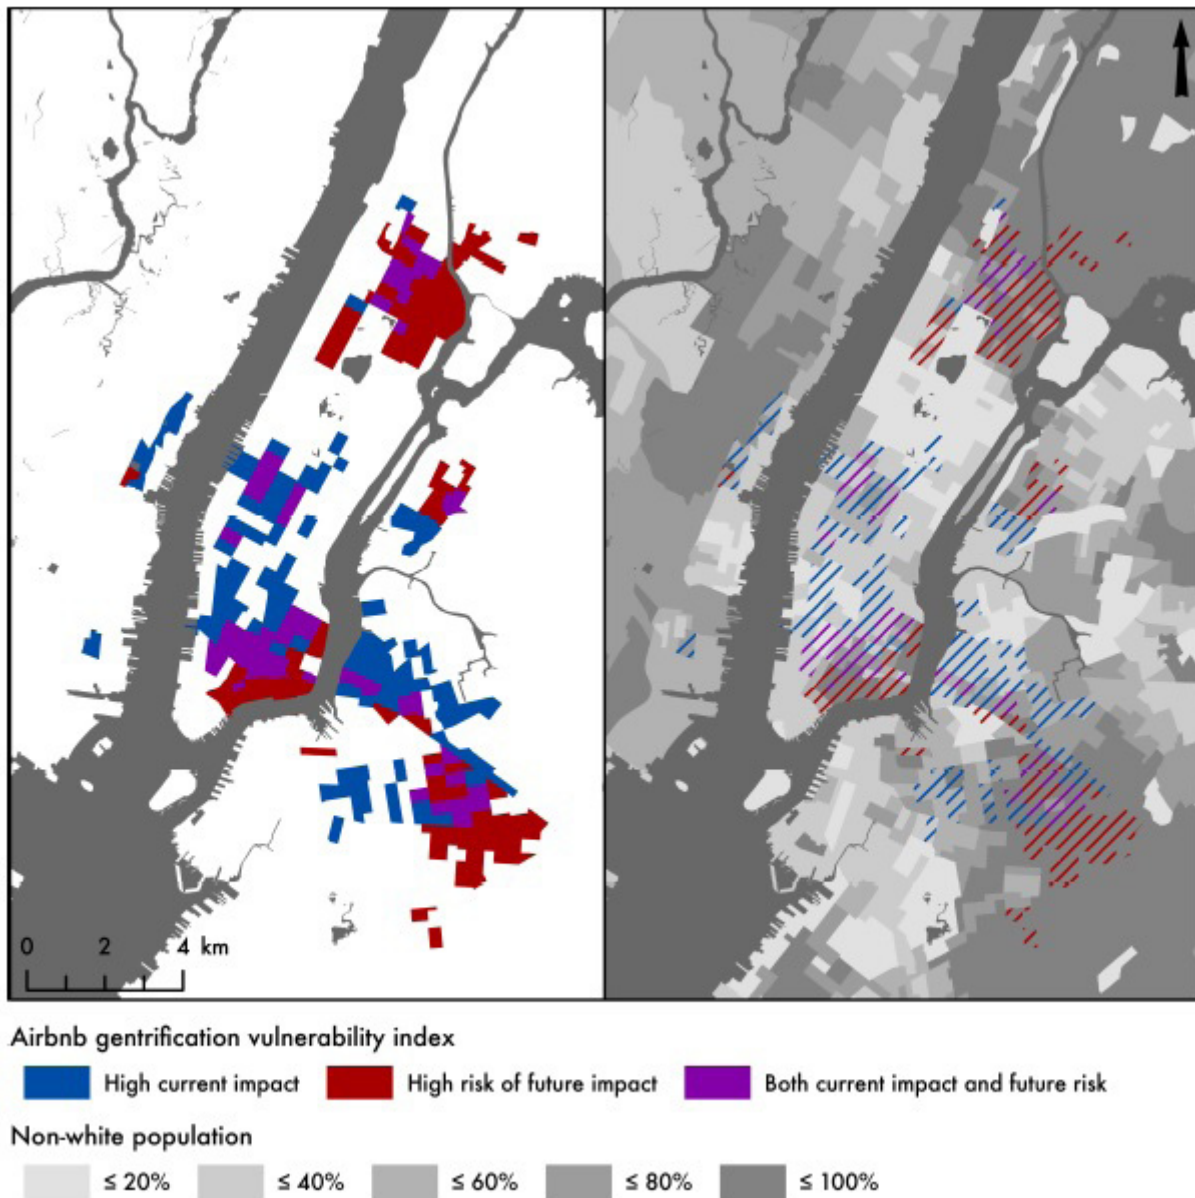 0 2 4 km
Airbnb gentrification vulnerability index
High current impact High risk of future impact Both current impact and future risk
Non-white population
≤ 20% ≤ 40% ≤ 60% ≤ 80% ≤ 100%